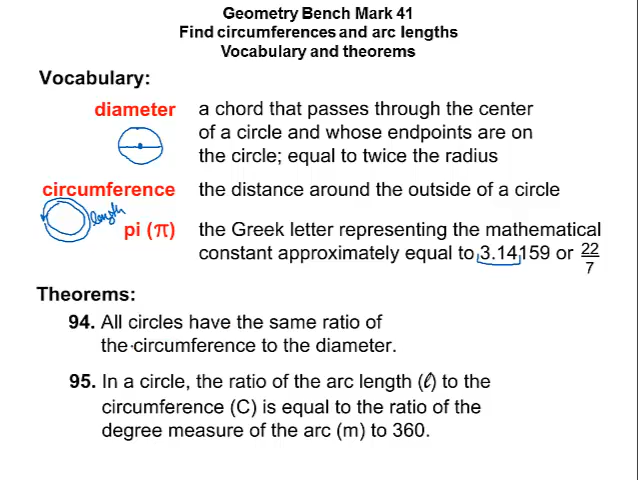 Geometry Bench Mark 41
Find circumferences and arc lengths
Vocabulary and theorems
Vocabulary:
diameter a chord that passes through the center
of a circle and whose endpoints are on
the circle; equal to twice the radius
circumference the distance around the outside of a circle
length
pi (π) the Greek letter representing the mathematical
constant approximately equal to 3.14159 or 22/7
Theorems:
94. All circles have the same ratio of
the circumference to the diameter.
95. In a circle, the ratio of the arc length (ℓ) to the
circumference (C) is equal to the ratio of the
degree measure of the arc (m) to 360.